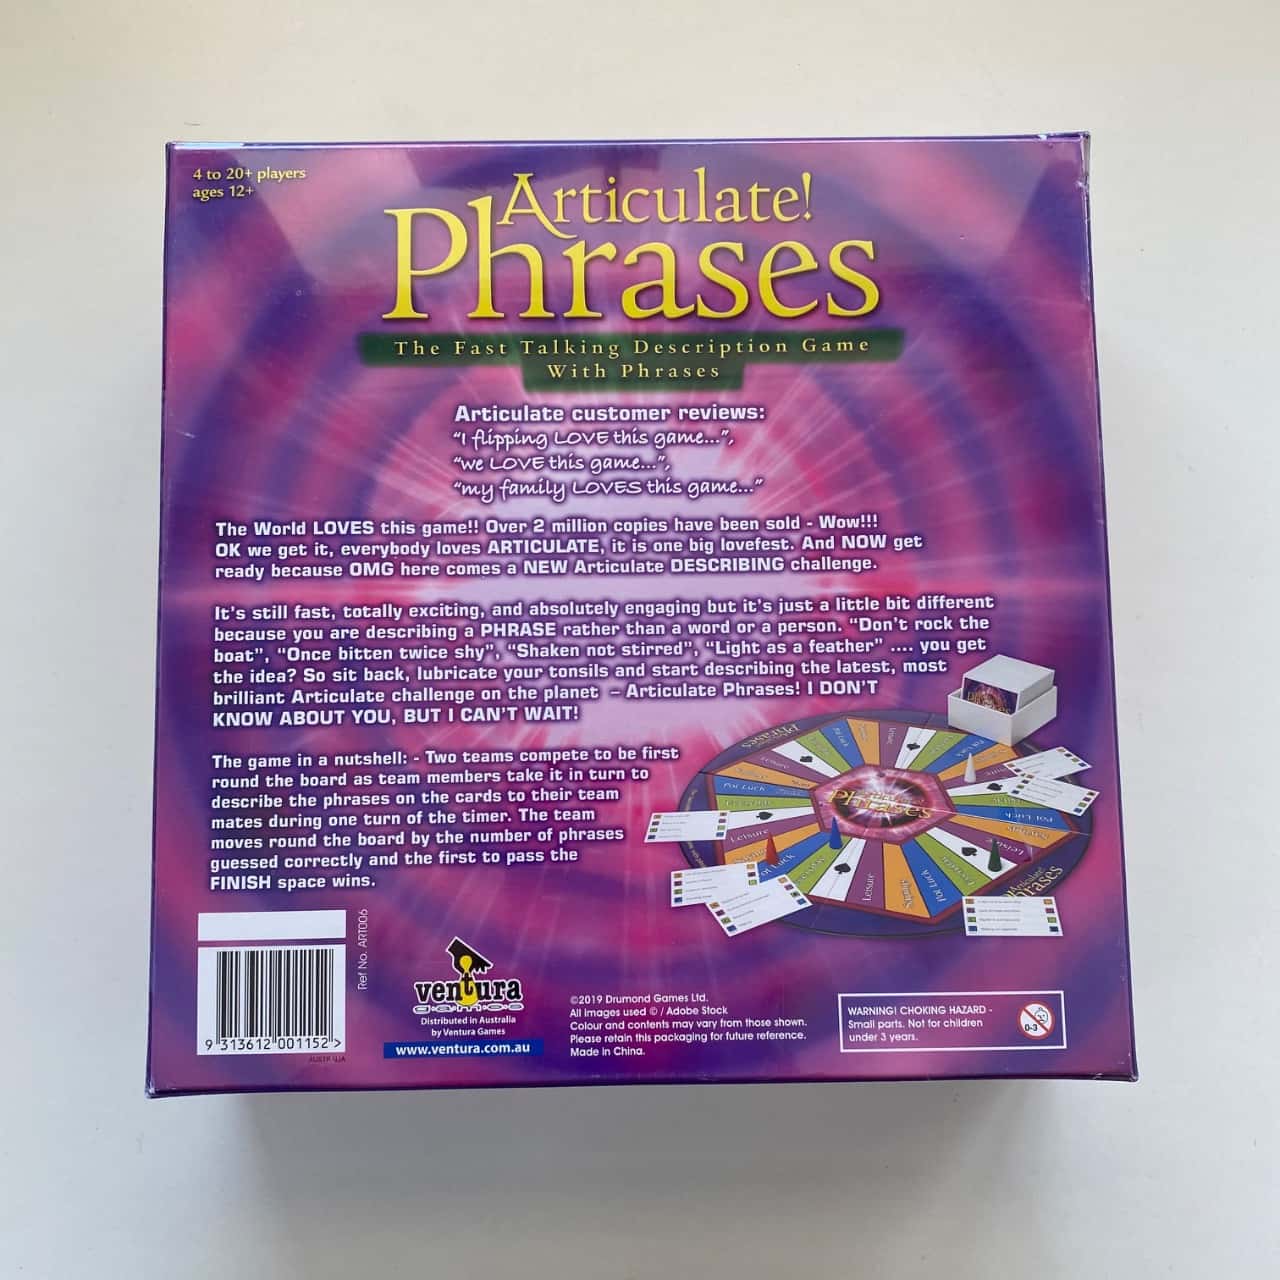 4 to 20+ players
ages 12+
Articulate!
Phrases
The Fast Talking Description Game
With Phrases
Articulate customer reviews:
“I flipping LOVE this game...”,
“we LOVE this game...”,
“my family LOVES this game...”
The World LOVES this game!! Over 2 million copies have been sold - Wow!!!
OK we get it, everybody loves ARTICULATE, it is one big lovefest. And NOW get
ready because OMG here comes a NEW Articulate DESCRIBING challenge.
It’s still fast, totally exciting, and absolutely engaging but it’s just a little bit different
because you are describing a PHRASE rather than a word or a person. “Don’t rock the
boat”, “Once bitten twice shy”, “Shaken not stirred”, “Light as a feather” .... you get
the idea? So sit back, lubricate your tonsils and start describing the latest, most
brilliant Articulate challenge on the planet – Articulate Phrases! I DON’T
KNOW ABOUT YOU, BUT I CAN’T WAIT!
The game in a nutshell: - Two teams compete to be first
round the board as team members take it in turn to
describe the phrases on the cards to their team
mates during one turn of the timer. The team
moves round the board by the number of phrases
guessed correctly and the first to pass the
FINISH space wins.
Phrases
Pot Luck
Leisure
Pot Luck
Leisure
Sayings
Pot Luck
Phrases
9 313612 001152 >
Ref No. ART006
ventura
games
Distributed in Australia
by Ventura Games
www.ventura.com.au
©2019 Drumond Games Ltd.
All images used © / Adobe Stock
Colour and contents may vary from those shown.
Please retain this packaging for future reference.
Made in China.
WARNING! CHOKING HAZARD -
Small parts. Not for children
under 3 years.
0-3